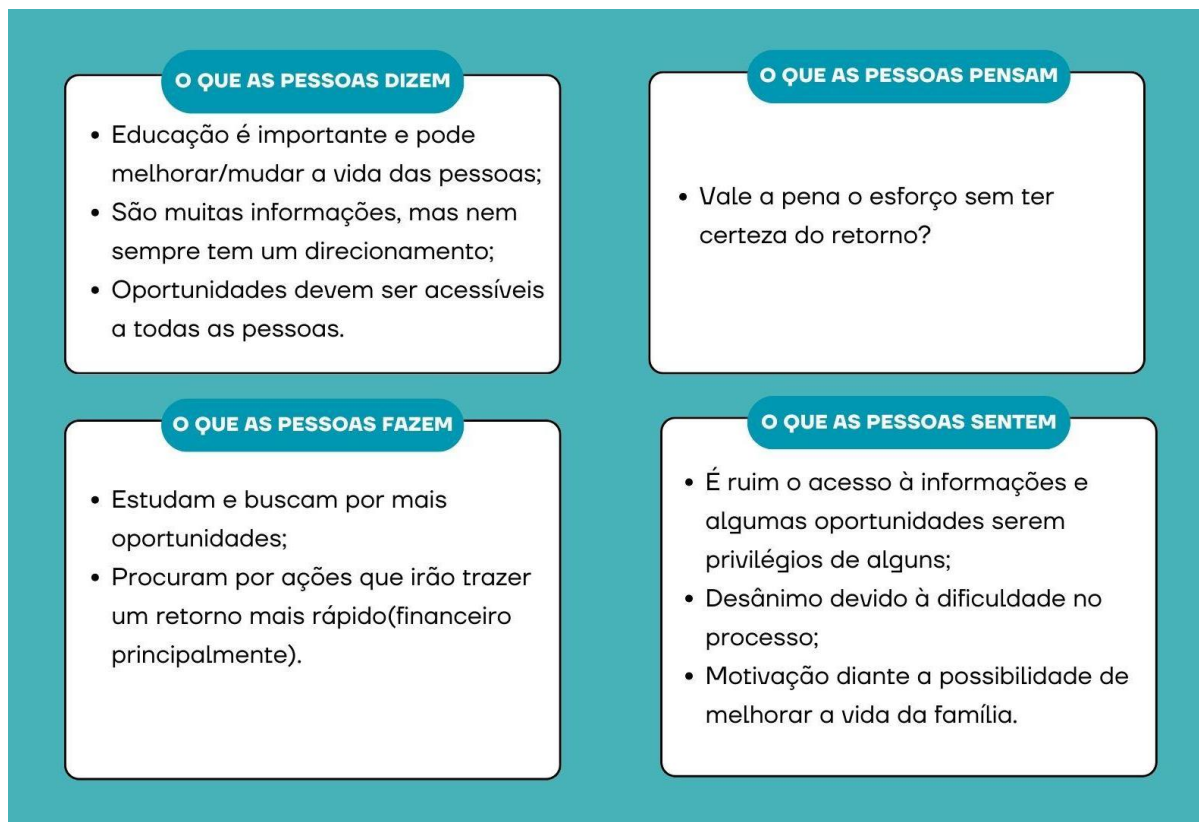 O QUE AS PESSOAS DIZEM
• Educação é importante e pode
melhorar/mudar a vida das pessoas;
• São muitas informações, mas nem
sempre tem um direcionamento;
• Oportunidades devem ser acessíveis
a todas as pessoas.
O QUE AS PESSOAS PENSAM
• Vale a pena o esforço sem ter
certeza do retorno?
O QUE AS PESSOAS FAZEM
• Estudam e buscam por mais
oportunidades;
• Procuram por ações que irão trazer
um retorno mais rápido(financeiro
principalmente).
O QUE AS PESSOAS SENTEM
• É ruim o acesso à informações e
algumas oportunidades serem
privilégios de alguns;
• Desânimo devido à dificuldade no
processo;
• Motivação diante a possibilidade de
melhorar a vida da família.